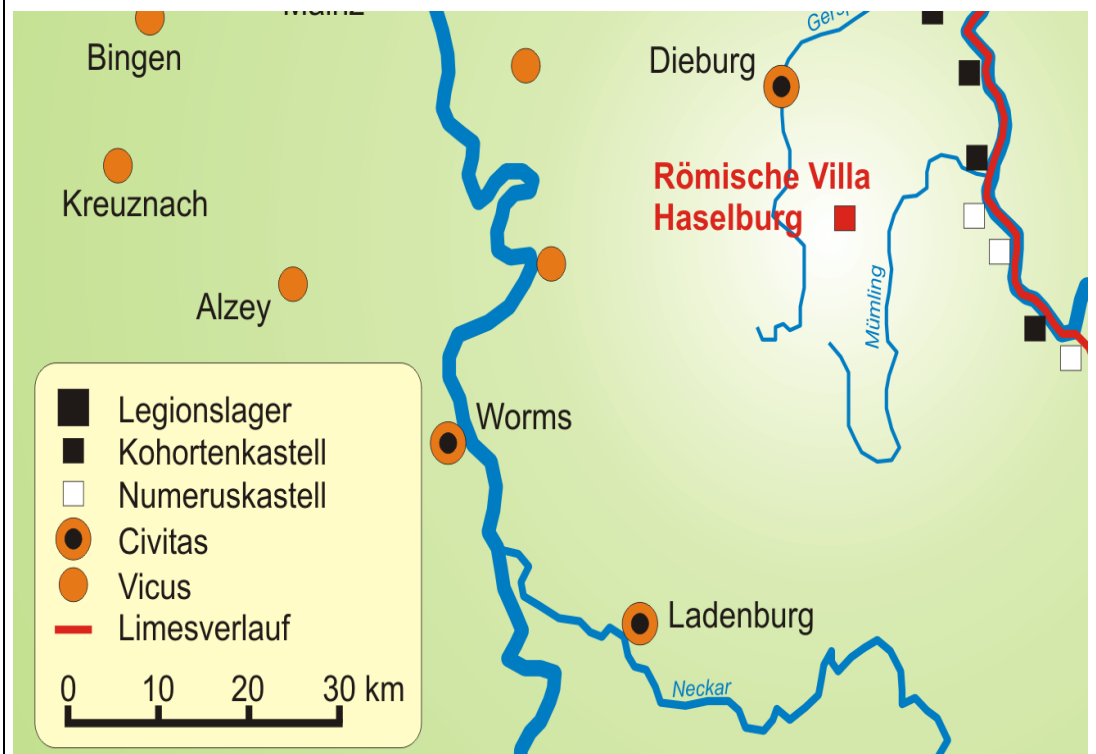 Bingen
Dieburg
Römische Villa
Haselburg
Kreuznach
Alzey
Mümling
Worms
Legionslager
Kohortenkastell
Numeruskastell
Civitas
Vicus
Limesverlauf
0 10 20 30 km
Ladenburg
Neckar